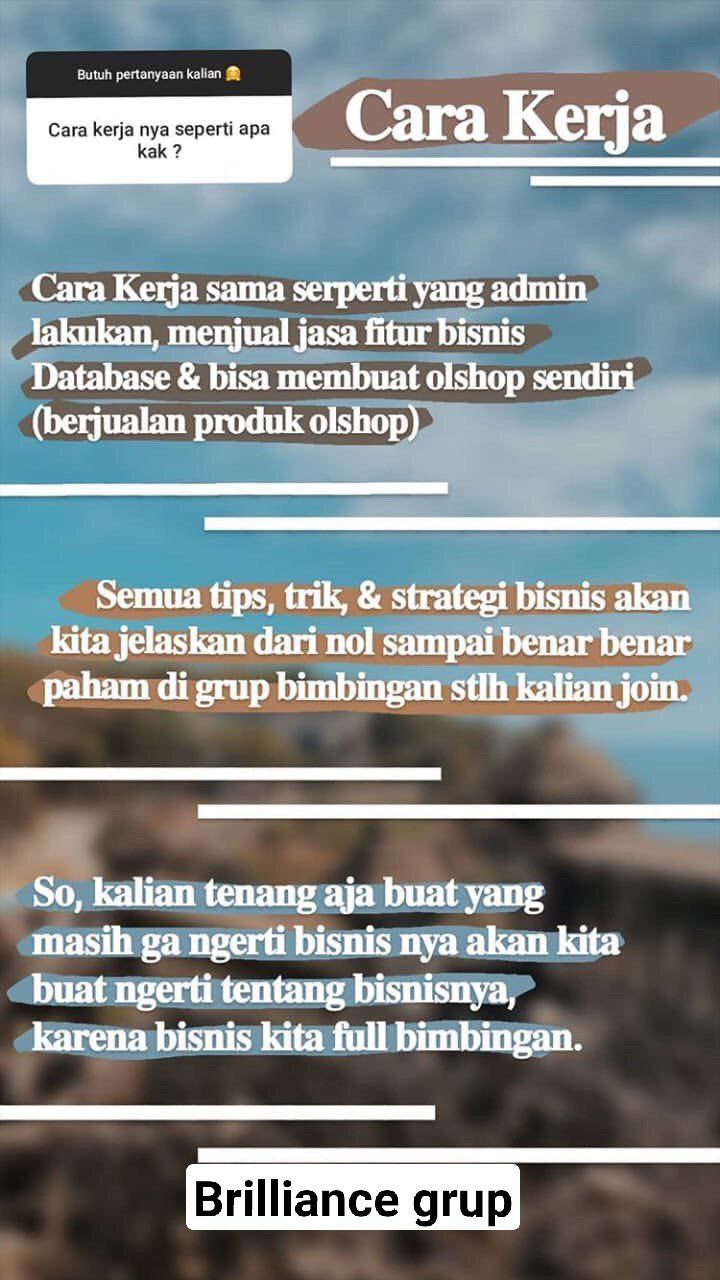 Butuh pertanyaan kalian 🤗
Cara kerja nya seperti apa
kak ?
Cara Kerja
Cara Kerja sama serperti yang admin
lakukan, menjual jasa fitur bisnis
Database & bisa membuat olshop sendiri
(berjualan produk olshop)
Semua tips, trik, & strategi bisnis akan
kita jelaskan dari nol sampai benar benar
paham di grup bimbingan stlh kalian join.
So, kalian tenang aja buat yang
masih ga ngerti bisnis nya akan kita
buat ngerti tentang bisnisnya,
karena bisnis kita full bimbingan.
Brilliance grup